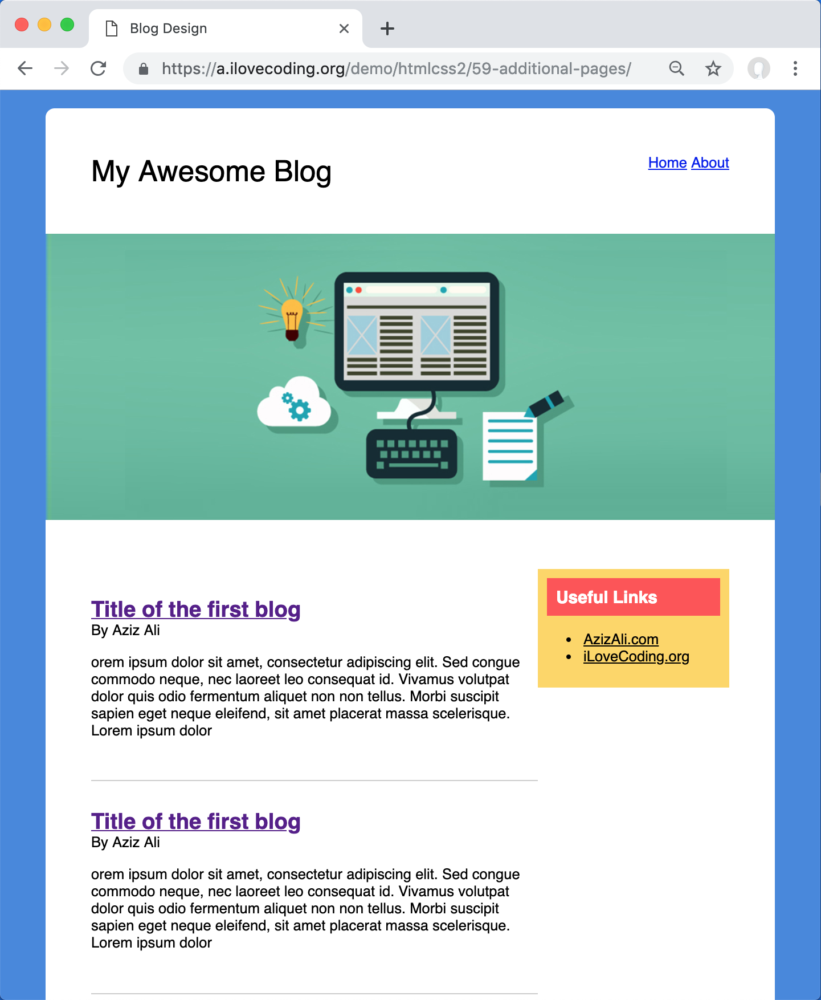 Blog Design
https://a.ilovecoding.org/demo/htmlcss2/59-additional-pages/
My Awesome Blog
Home About
Useful Links
AzizAli.com
iLoveCoding.org
Title of the first blog
By Aziz Ali
orem ipsum dolor sit amet, consectetur adipiscing elit. Sed congue
commodo neque, nec laoreet leo consequat id. Vivamus volutpat
dolor quis odio fermentum aliquet non non tellus. Morbi suscipit
sapien eget neque eleifend, sit amet placerat massa scelerisque.
Lorem ipsum dolor
Title of the first blog
By Aziz Ali
orem ipsum dolor sit amet, consectetur adipiscing elit. Sed congue
commodo neque, nec laoreet leo consequat id. Vivamus volutpat
dolor quis odio fermentum aliquet non non tellus. Morbi suscipit
sapien eget neque eleifend, sit amet placerat massa scelerisque.
Lorem ipsum dolor